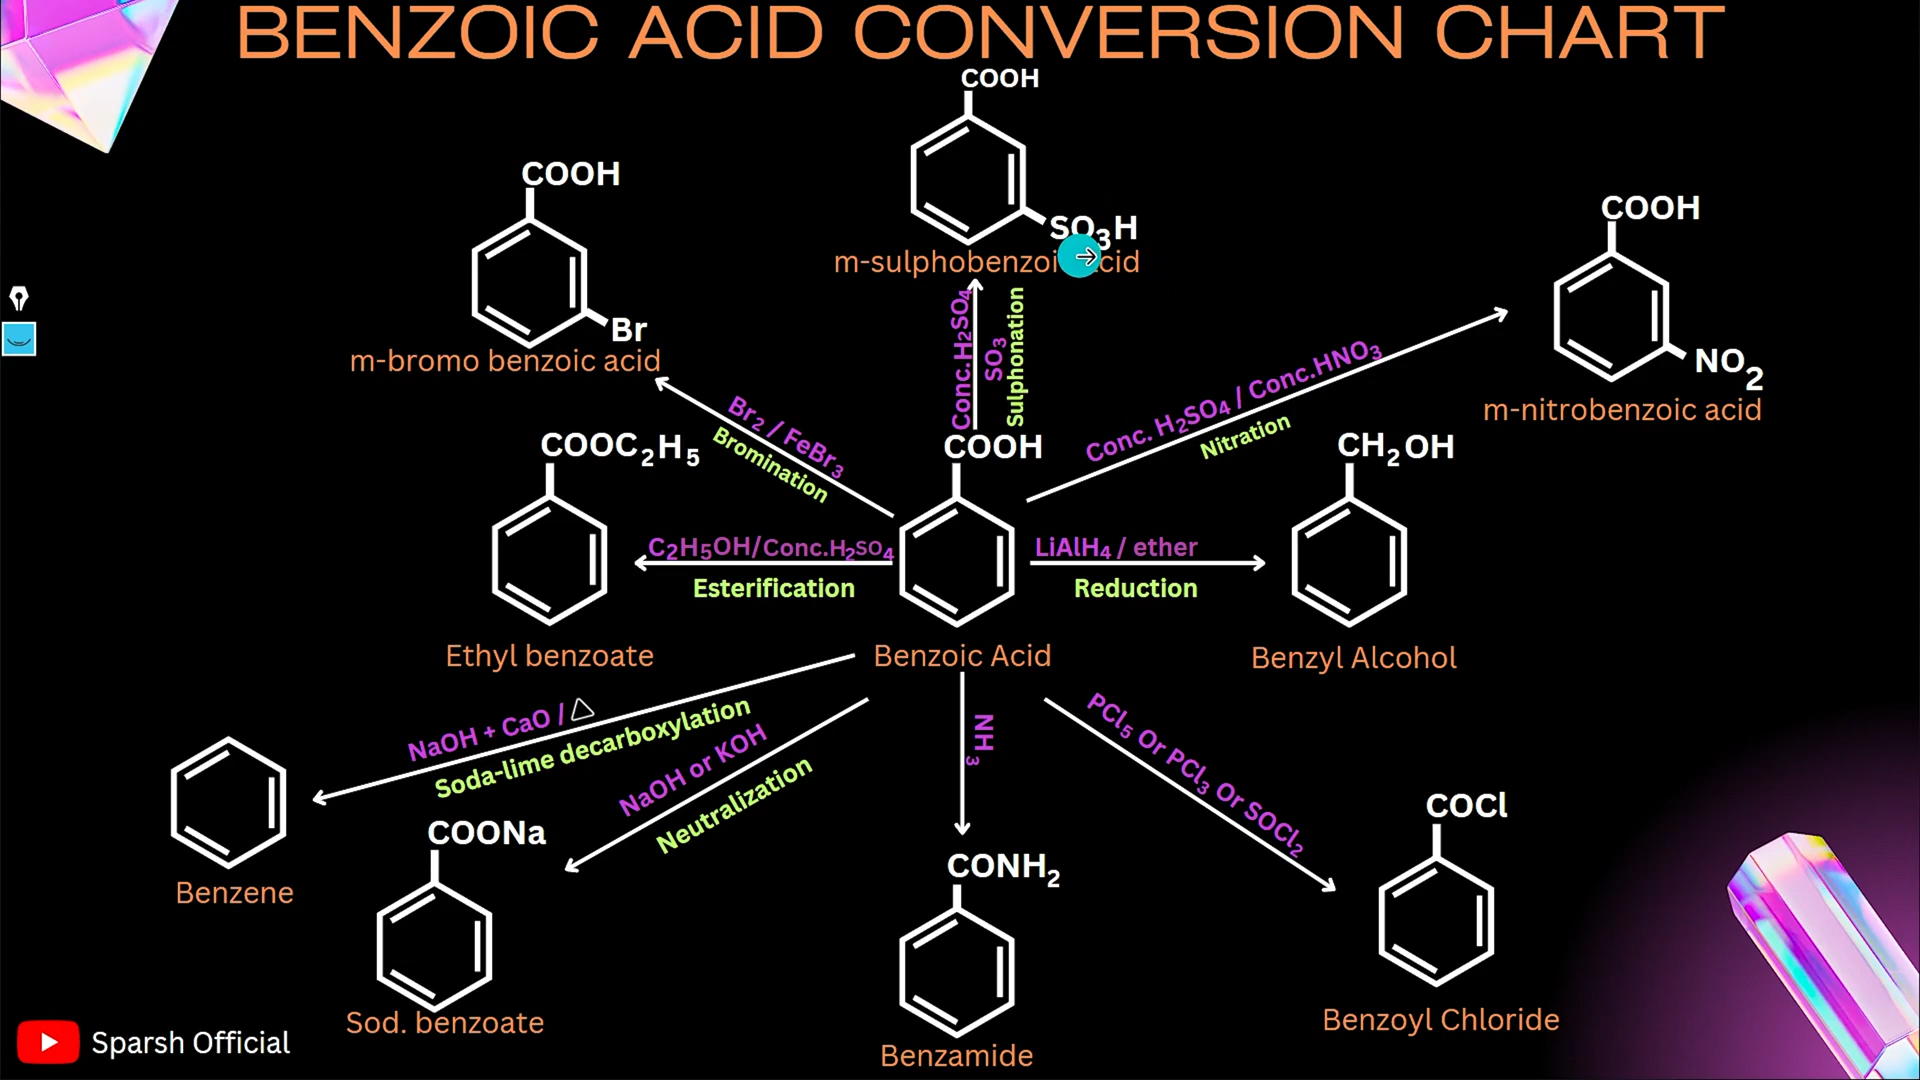 BENZOIC ACID CONVERSION CHART
COOH
SO3H
m-sulphobenzoi cid
COOH
Br
m-bromo benzoic acid
COOH
NO2
m-nitrobenzoic acid
Conc.H2SO4
SO3
Sulphonation
Br2 / FeBr3
Bromination
Conc. H2SO4 / Conc.HNO3
Nitration
COOC2H5
Ethyl benzoate
C2H5OH/Conc.H2SO4
Esterification
COOH
Benzoic Acid
LiAlH4 / ether
Reduction
CH2OH
Benzyl Alcohol
NaOH + CaO / △
Soda-lime decarboxylation
Benzene
NaOH or KOH
Neutralization
COONa
Sod. benzoate
NH3
CONH2
Benzamide
PCl5 Or PCl3 Or SOCl2
COCl
Benzoyl Chloride
Sparsh Official